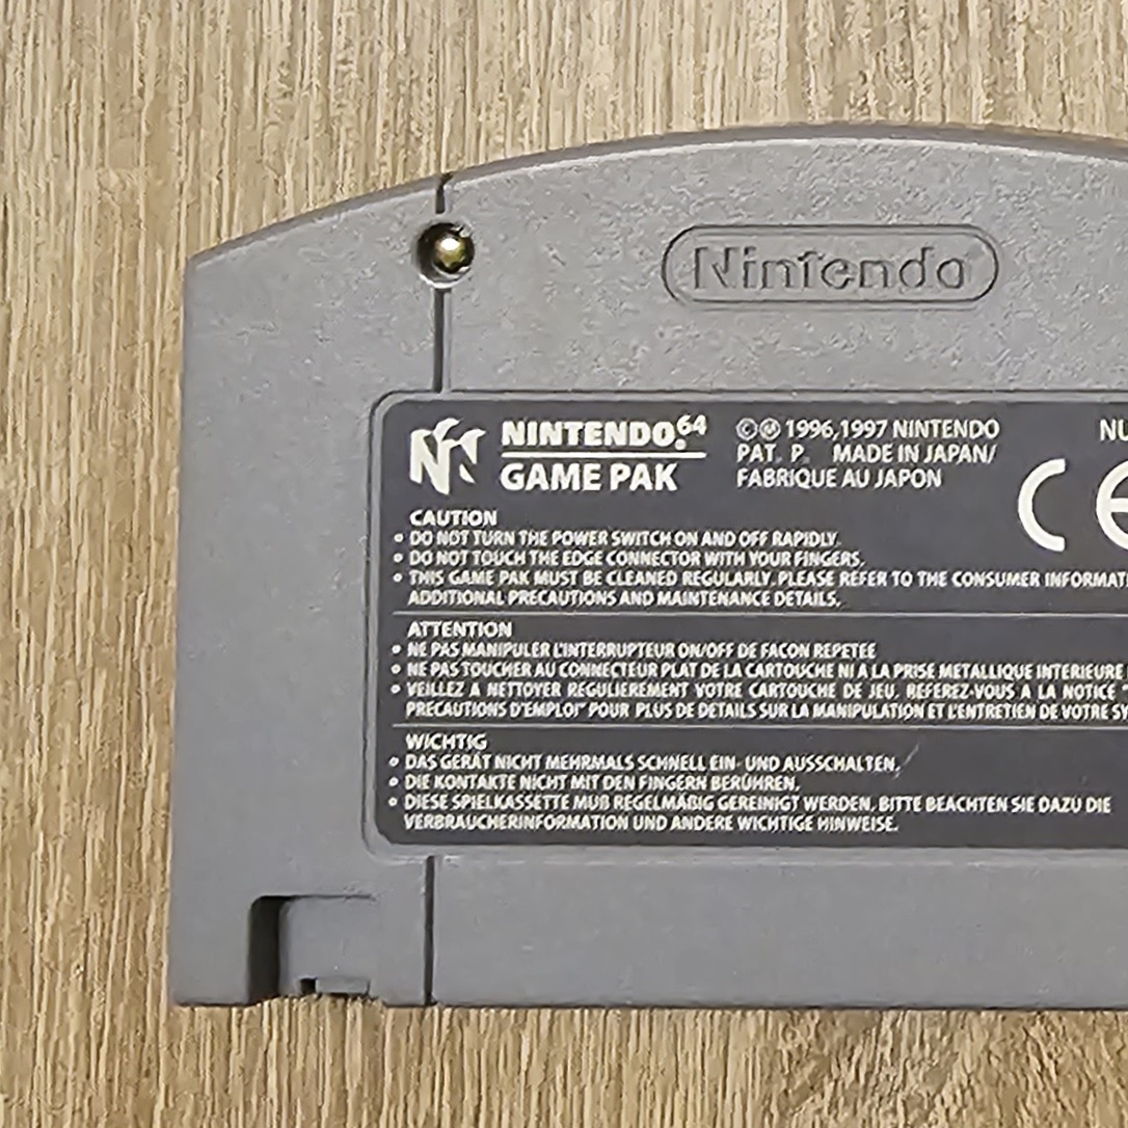 Nintendo
NINTENDO 64
GAME PAK
©Ⓜ 1996,1997 NINTENDO
PAT. P. MADE IN JAPAN/
FABRIQUE AU JAPON
NU
CE
CAUTION
• DO NOT TURN THE POWER SWITCH ON AND OFF RAPIDLY.
• DO NOT TOUCH THE EDGE CONNECTOR WITH YOUR FINGERS.
• THIS GAME PAK MUST BE CLEANED REGULARLY. PLEASE REFER TO THE CONSUMER INFORMATI
ADDITIONAL PRECAUTIONS AND MAINTENANCE DETAILS.
ATTENTION
• NE PAS MANIPULER L'INTERRUPTEUR ON/OFF DE FACON REPETEE
• NE PAS TOUCHER AU CONNECTEUR PLAT DE LA CARTOUCHE NI A LA PRISE METALLIQUE INTERIEURE
• VEILLEZ A NETTOYER REGULIEREMENT VOTRE CARTOUCHE DE JEU. REFEREZ-VOUS A LA NOTICE "
PRECAUTIONS D'EMPLOI" POUR PLUS DE DETAILS SUR LA MANIPULATION ET L'ENTRETIEN DE VOTRE SY
WICHTIG
• DAS GERÄT NICHT MEHRMALS SCHNELL EIN- UND AUSSCHALTEN.
• DIE KONTAKTE NICHT MIT DEN FINGERN BERÜHREN.
• DIESE SPIELKASSETTE MUß REGELMÄßIG GEREINIGT WERDEN. BITTE BEACHTEN SIE DAZU DIE
VERBRAUCHERINFORMATION UND ANDERE WICHTIGE HINWEISE.